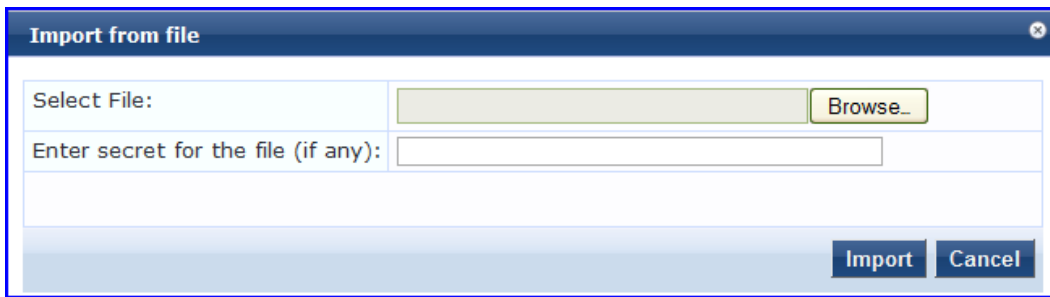 Import from file
Select File:
Browse...
Enter secret for the file (if any):
Import Cancel